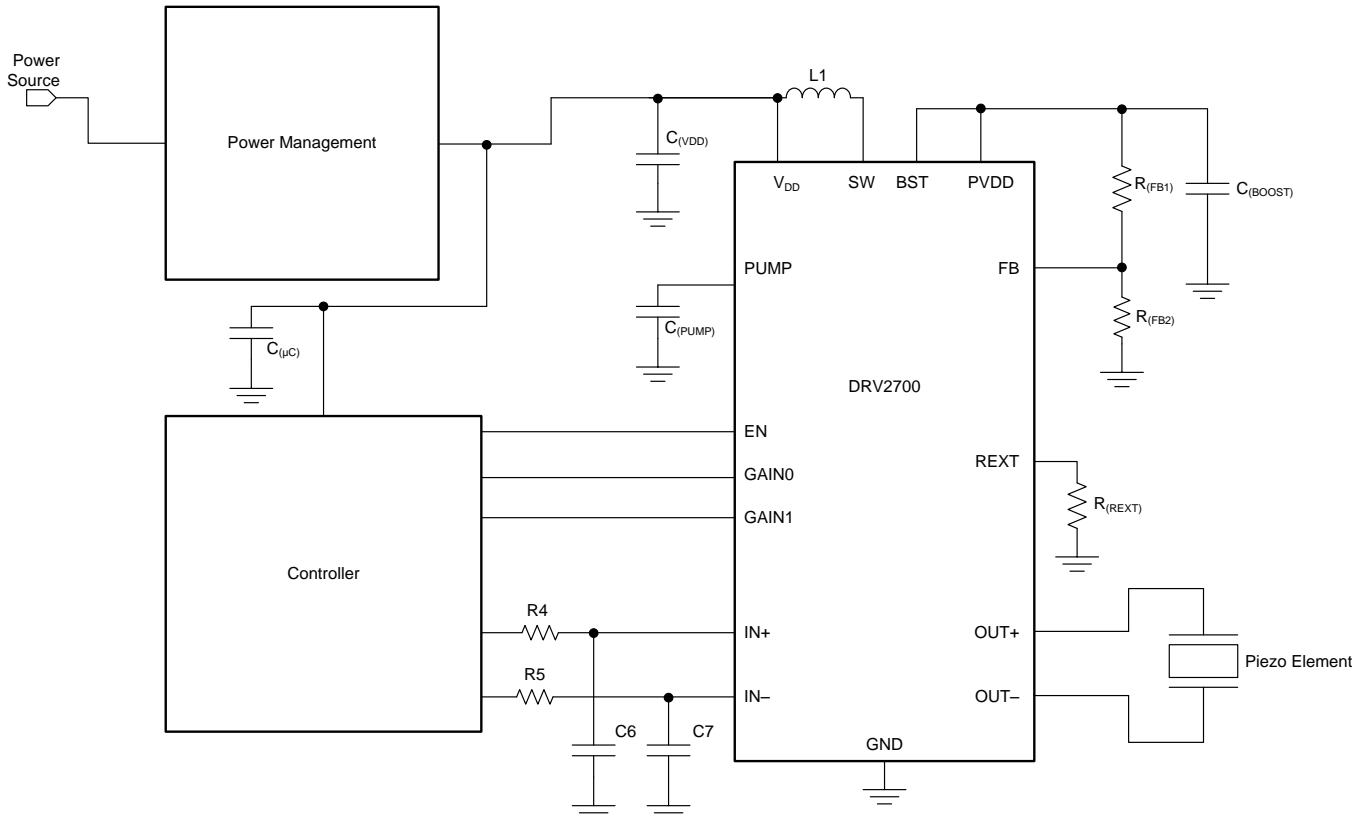 Power
Source
Power Management
L1
C(VDD)
VDD
SW
BST
PVDD
R(FB1)
C(BOOST)
PUMP
FB
C(PUMP)
R(FB2)
C(µC)
DRV2700
EN
GAIN0
GAIN1
REXT
R(REXT)
Controller
R4
IN+
OUT+
Piezo Element
R5
IN–
OUT–
C6
C7
GND